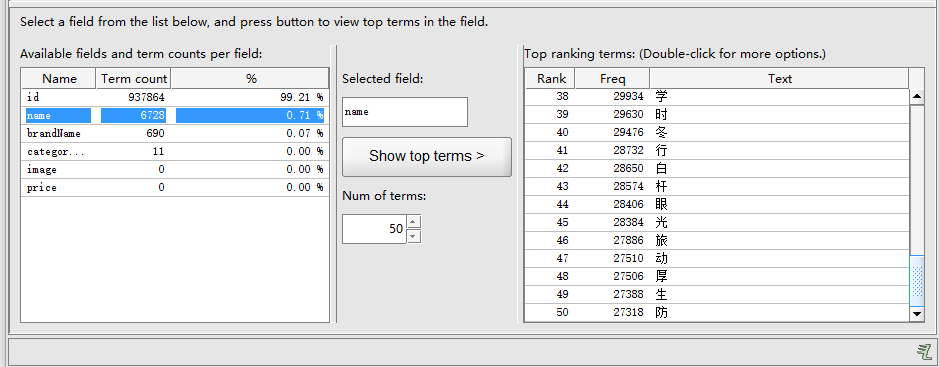 Select a field from the list below, and press button to view top terms in the field.
Available fields and term counts per field:
Name Term count %
id 937864 99.21 %
name 6728 0.71 %
brandName 690 0.07 %
categor... 11 0.00 %
image 0 0.00 %
price 0 0.00 %
Selected field:
name
Show top terms >
Num of terms:
50
Top ranking terms: (Double-click for more options.)
Rank Freq Text
38 29934 学
39 29630 时
40 29476 冬
41 28732 行
42 28650 白
43 28574 杆
44 28406 眼
45 28384 光
46 27886 旅
47 27510 动
48 27506 厚
49 27388 生
50 27318 防